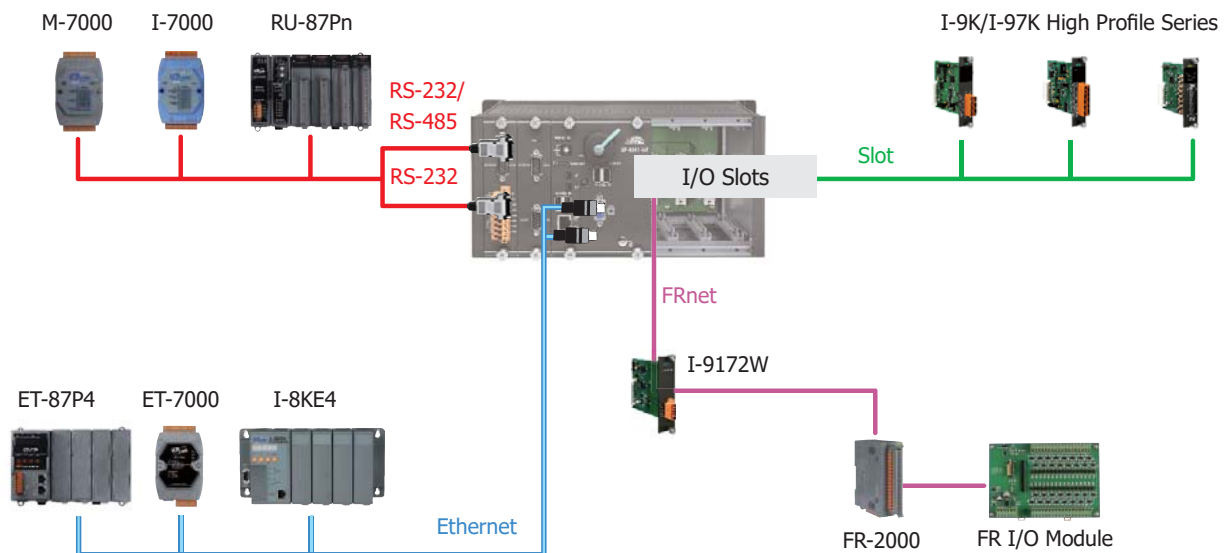 M-7000
I-7000
RU-87Pn
I-9K/I-97K High Profile Series
RS-232/
RS-485
RS-232
I/O Slots
Slot
FRnet
I-9172W
ET-87P4
ET-7000
I-8KE4
Ethernet
FR-2000
FR I/O Module